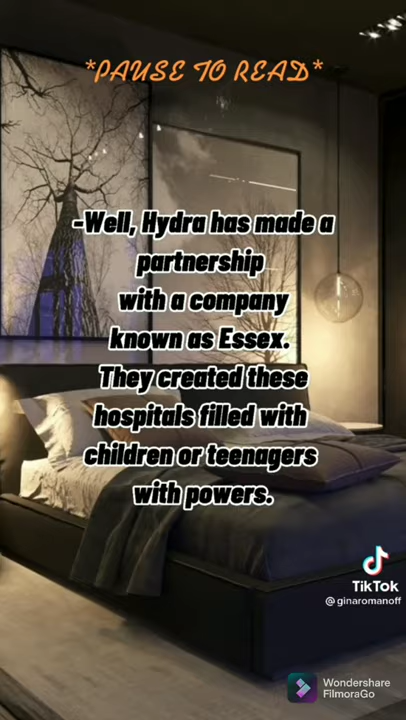 *PAUSE TO READ*
-Well, Hydra has made a
partnership
with a company
known as Essex.
They created these
hospitals filled with
children or teenagers
with powers.
TikTok
@ginaromanoff
Wondershare
FilmoraGo